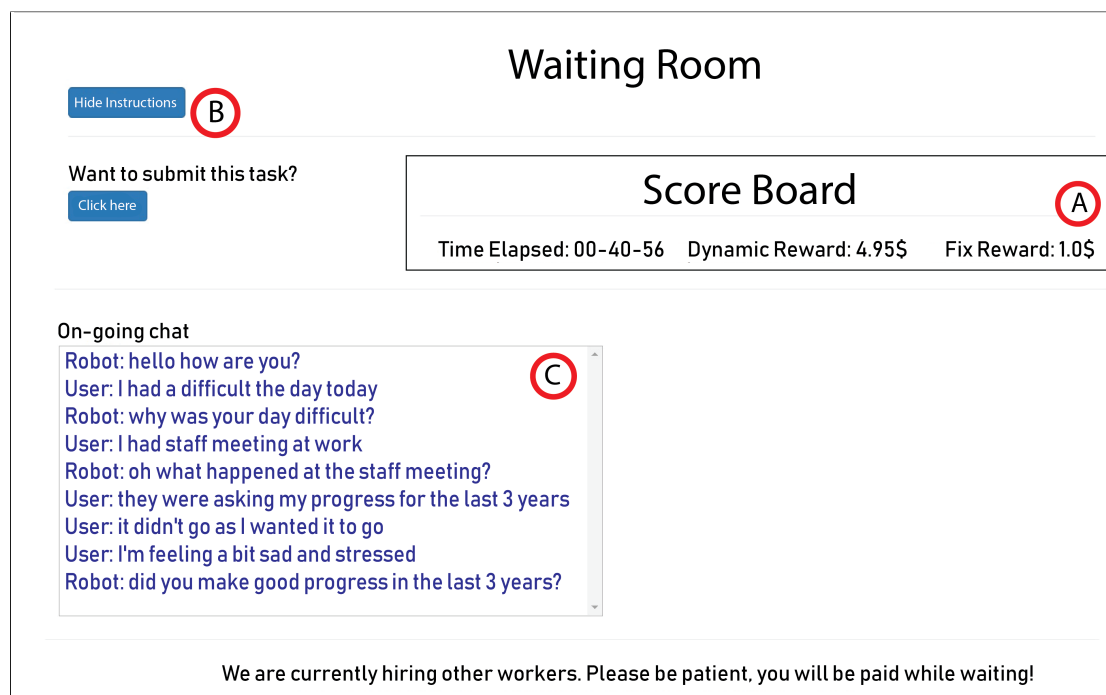 Waiting Room
Hide Instructions
B
Want to submit this task?
Click here
Score Board
A
Time Elapsed: 00-40-56 Dynamic Reward: 4.95$ Fix Reward: 1.0$
On-going chat
C
Robot: hello how are you?
User: I had a difficult the day today
Robot: why was your day difficult?
User: I had staff meeting at work
Robot: oh what happened at the staff meeting?
User: they were asking my progress for the last 3 years
User: it didn't go as I wanted it to go
User: I'm feeling a bit sad and stressed
Robot: did you make good progress in the last 3 years?
We are currently hiring other workers. Please be patient, you will be paid while waiting!